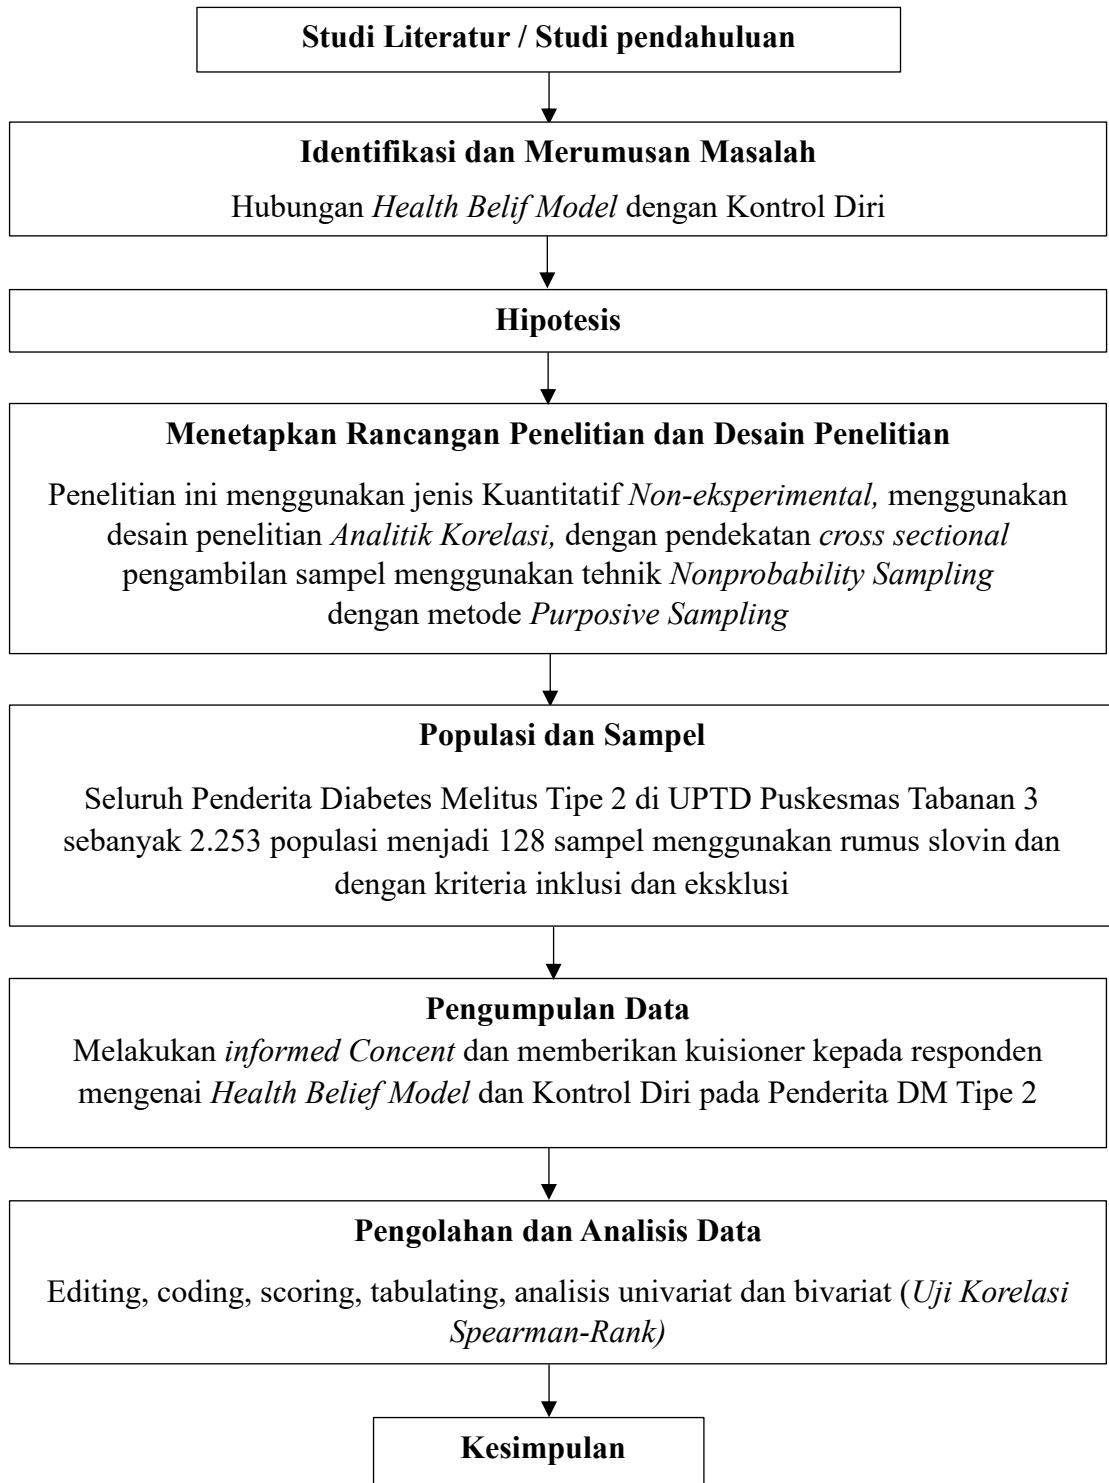 Studi Literatur / Studi pendahuluan
Identifikasi dan Merumusan Masalah
Hubungan Health Belif Model dengan Kontrol Diri
Hipotesis
Menetapkan Rancangan Penelitian dan Desain Penelitian
Penelitian ini menggunakan jenis Kuantitatif Non-eksperimental, menggunakan
desain penelitian Analitik Korelasi, dengan pendekatan cross sectional
pengambilan sampel menggunakan tehnik Nonprobability Sampling
dengan metode Purposive Sampling
Populasi dan Sampel
Seluruh Penderita Diabetes Melitus Tipe 2 di UPTD Puskesmas Tabanan 3
sebanyak 2.253 populasi menjadi 128 sampel menggunakan rumus slovin dan
dengan kriteria inklusi dan eksklusi
Pengumpulan Data
Melakukan informed Concent dan memberikan kuisioner kepada responden
mengenai Health Belief Model dan Kontrol Diri pada Penderita DM Tipe 2
Pengolahan dan Analisis Data
Editing, coding, scoring, tabulating, analisis univariat dan bivariat (Uji Korelasi
Spearman-Rank)
Kesimpulan